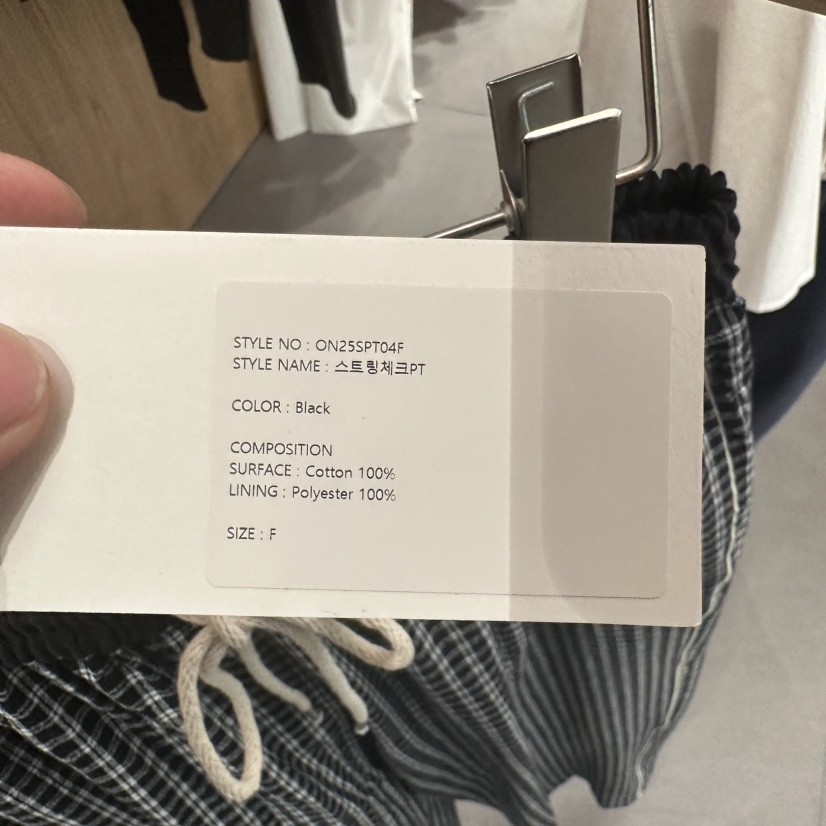 STYLE NO : ON25SPT04F
STYLE NAME : 스트링체크PT
COLOR : Black
COMPOSITION
SURFACE : Cotton 100%
LINING : Polyester 100%
SIZE : F